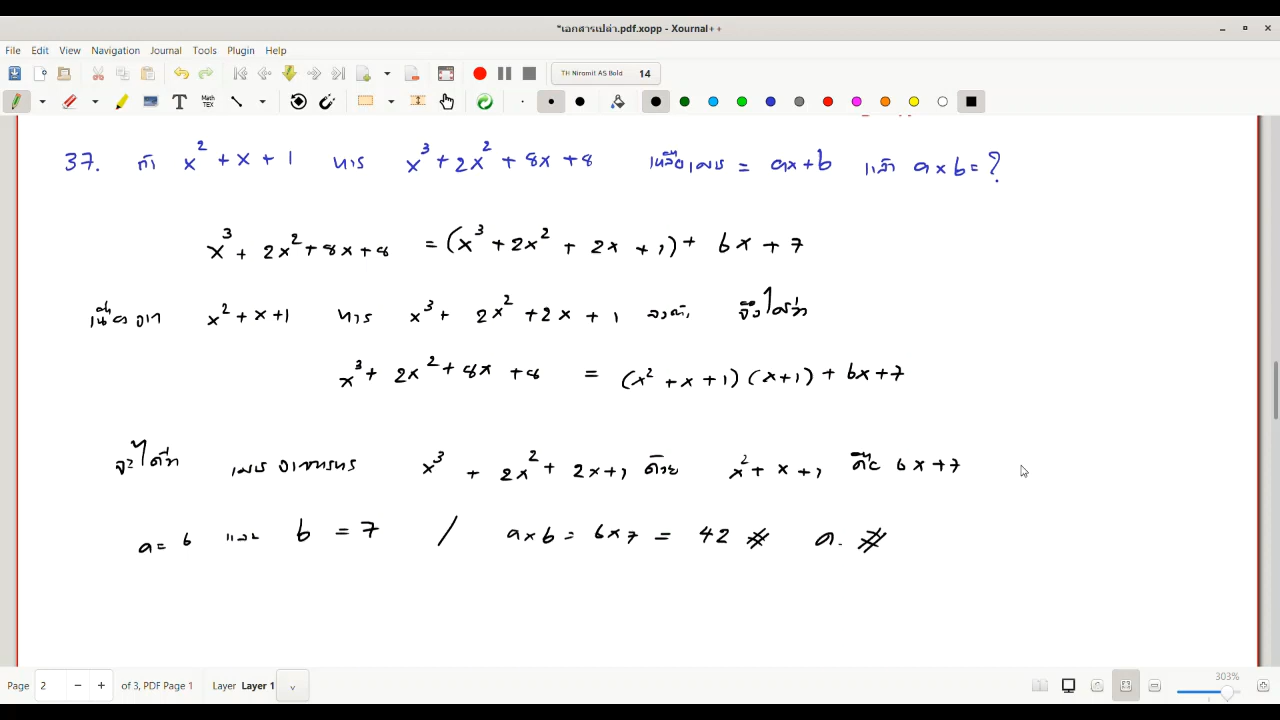 *เอกสารเปล่า.pdf.xopp - Xournal++
File Edit View Navigation Journal Tools Plugin Help
TH Niramit AS Bold 14
37. ถ้า x² + x + 1 หาร x³ + 2x² + 8x + 8 เหลือเศษ = ax + b แล้ว a × b = ?
x³ + 2x² + 8x + 8 = (x³ + 2x² + 2x + 1) + 6x + 7
เนื่องจาก x² + x + 1 หาร x³ + 2x² + 2x + 1 ลงตัว จึงได้ว่า
x³ + 2x² + 8x + 8 = (x² + x + 1)(x + 1) + 6x + 7
จะได้ว่า เศษจากการหาร x³ + 2x² + 2x + 1 ด้วย x² + x + 1 คือ 6x + 7
a = 6 และ b = 7 / a × b = 6 × 7 = 42 #
Page 2 − + of 3, PDF Page 1 Layer Layer 1 303%